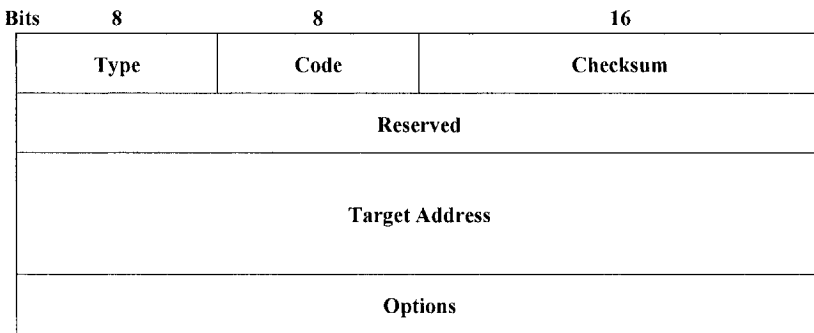 Bits 8 8 16
Type Code Checksum
Reserved
Target Address
Options